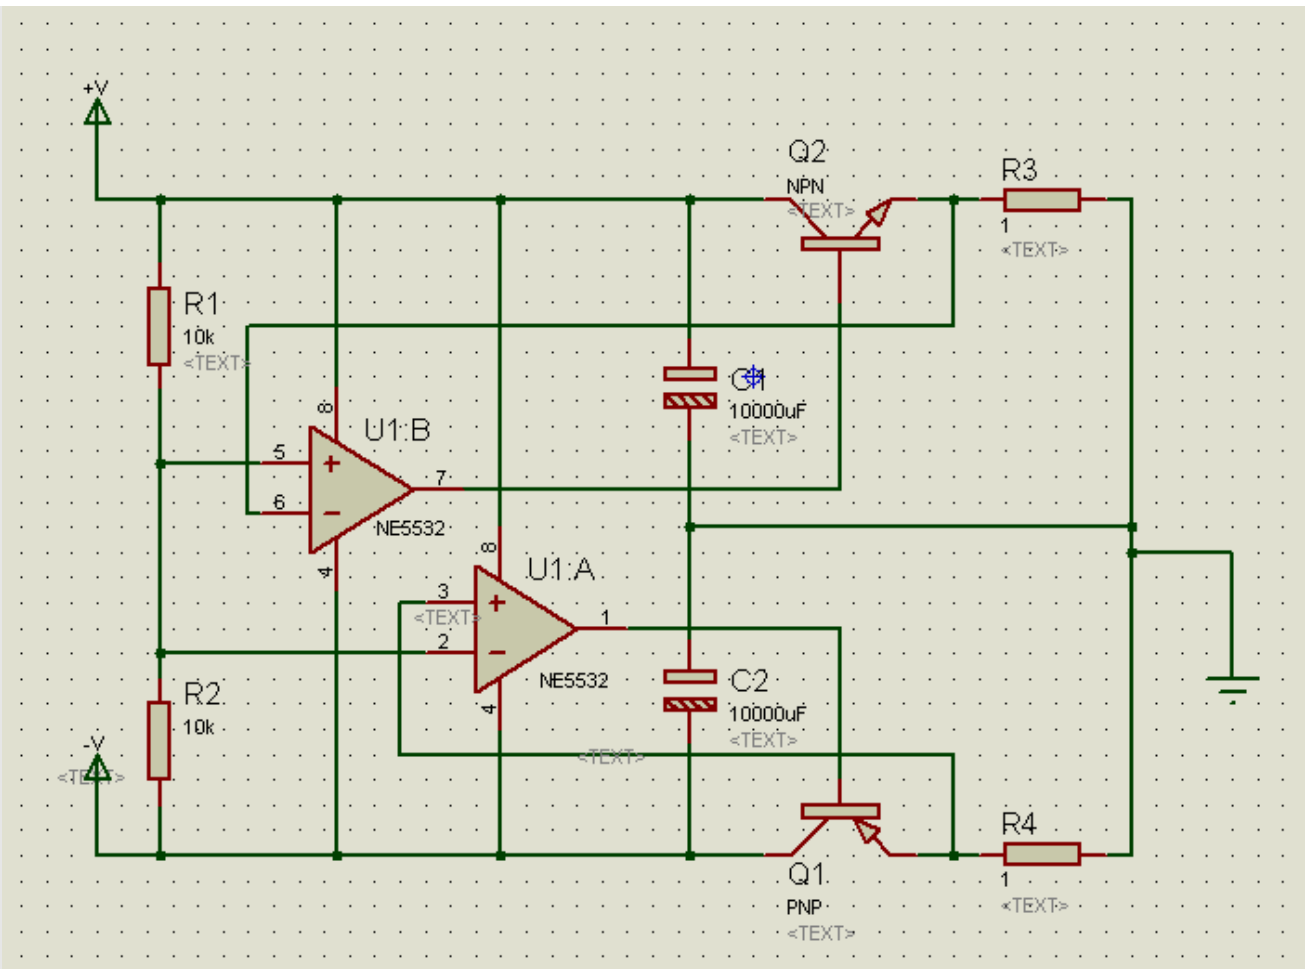 +V
Q2
NPN
<TEXT>
R3
1
<TEXT>
R1
10k
<TEXT>
C1
10000uF
<TEXT>
8
U1:B
5
+
7
6
−
NE5532
4
8
U1:A
3
+
<TEXT>
1
2
−
NE5532
4
R2
10k
C2
10000uF
<TEXT>
-V
<TEXT>
<TEXT>
Q1
PNP
<TEXT>
R4
1
<TEXT>